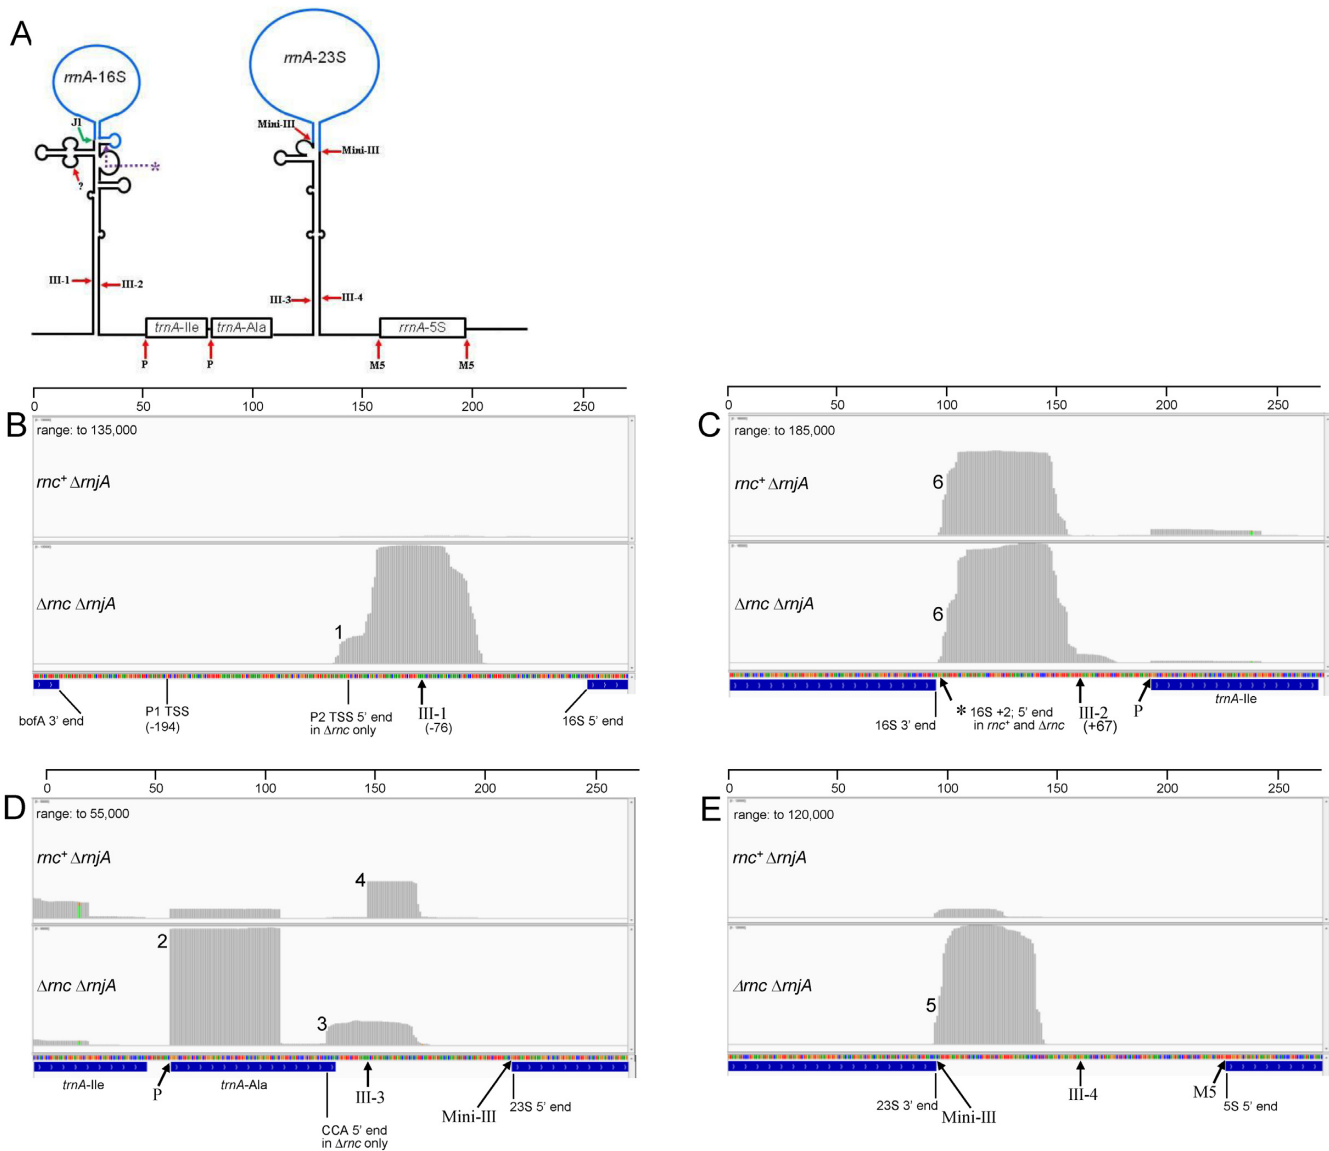 A
rrnA-16S
rrnA-23S
J1
Mini-III
Mini-III
*
?
III-1
III-2
III-3
III-4
trnA-Ile
trnA-Ala
rrnA-5S
P
P
M5
M5
B
0 50 100 150 200 250
range: to 135,000
rnc+ ΔrnjA
Δrnc ΔrnjA
1
bofA 3' end
P1 TSS
(-194)
P2 TSS 5' end
in Δrnc only
III-1
(-76)
16S 5' end
C
0 50 100 150 200 250
range: to 185,000
rnc+ ΔrnjA
6
Δrnc ΔrnjA
6
16S 3' end
* 16S +2; 5' end
in rnc+ and Δrnc
III-2
(+67)
P
trnA-Ile
D
0 50 100 150 200 250
range: to 55,000
rnc+ ΔrnjA
4
2
Δrnc ΔrnjA
3
trnA-Ile
P
trnA-Ala
CCA 5' end
in Δrnc only
III-3
Mini-III
23S 5' end
E
0 50 100 150 200 250
range: to 120,000
rnc+ ΔrnjA
Δrnc ΔrnjA
5
23S 3' end
Mini-III
III-4
M5
5S 5' end